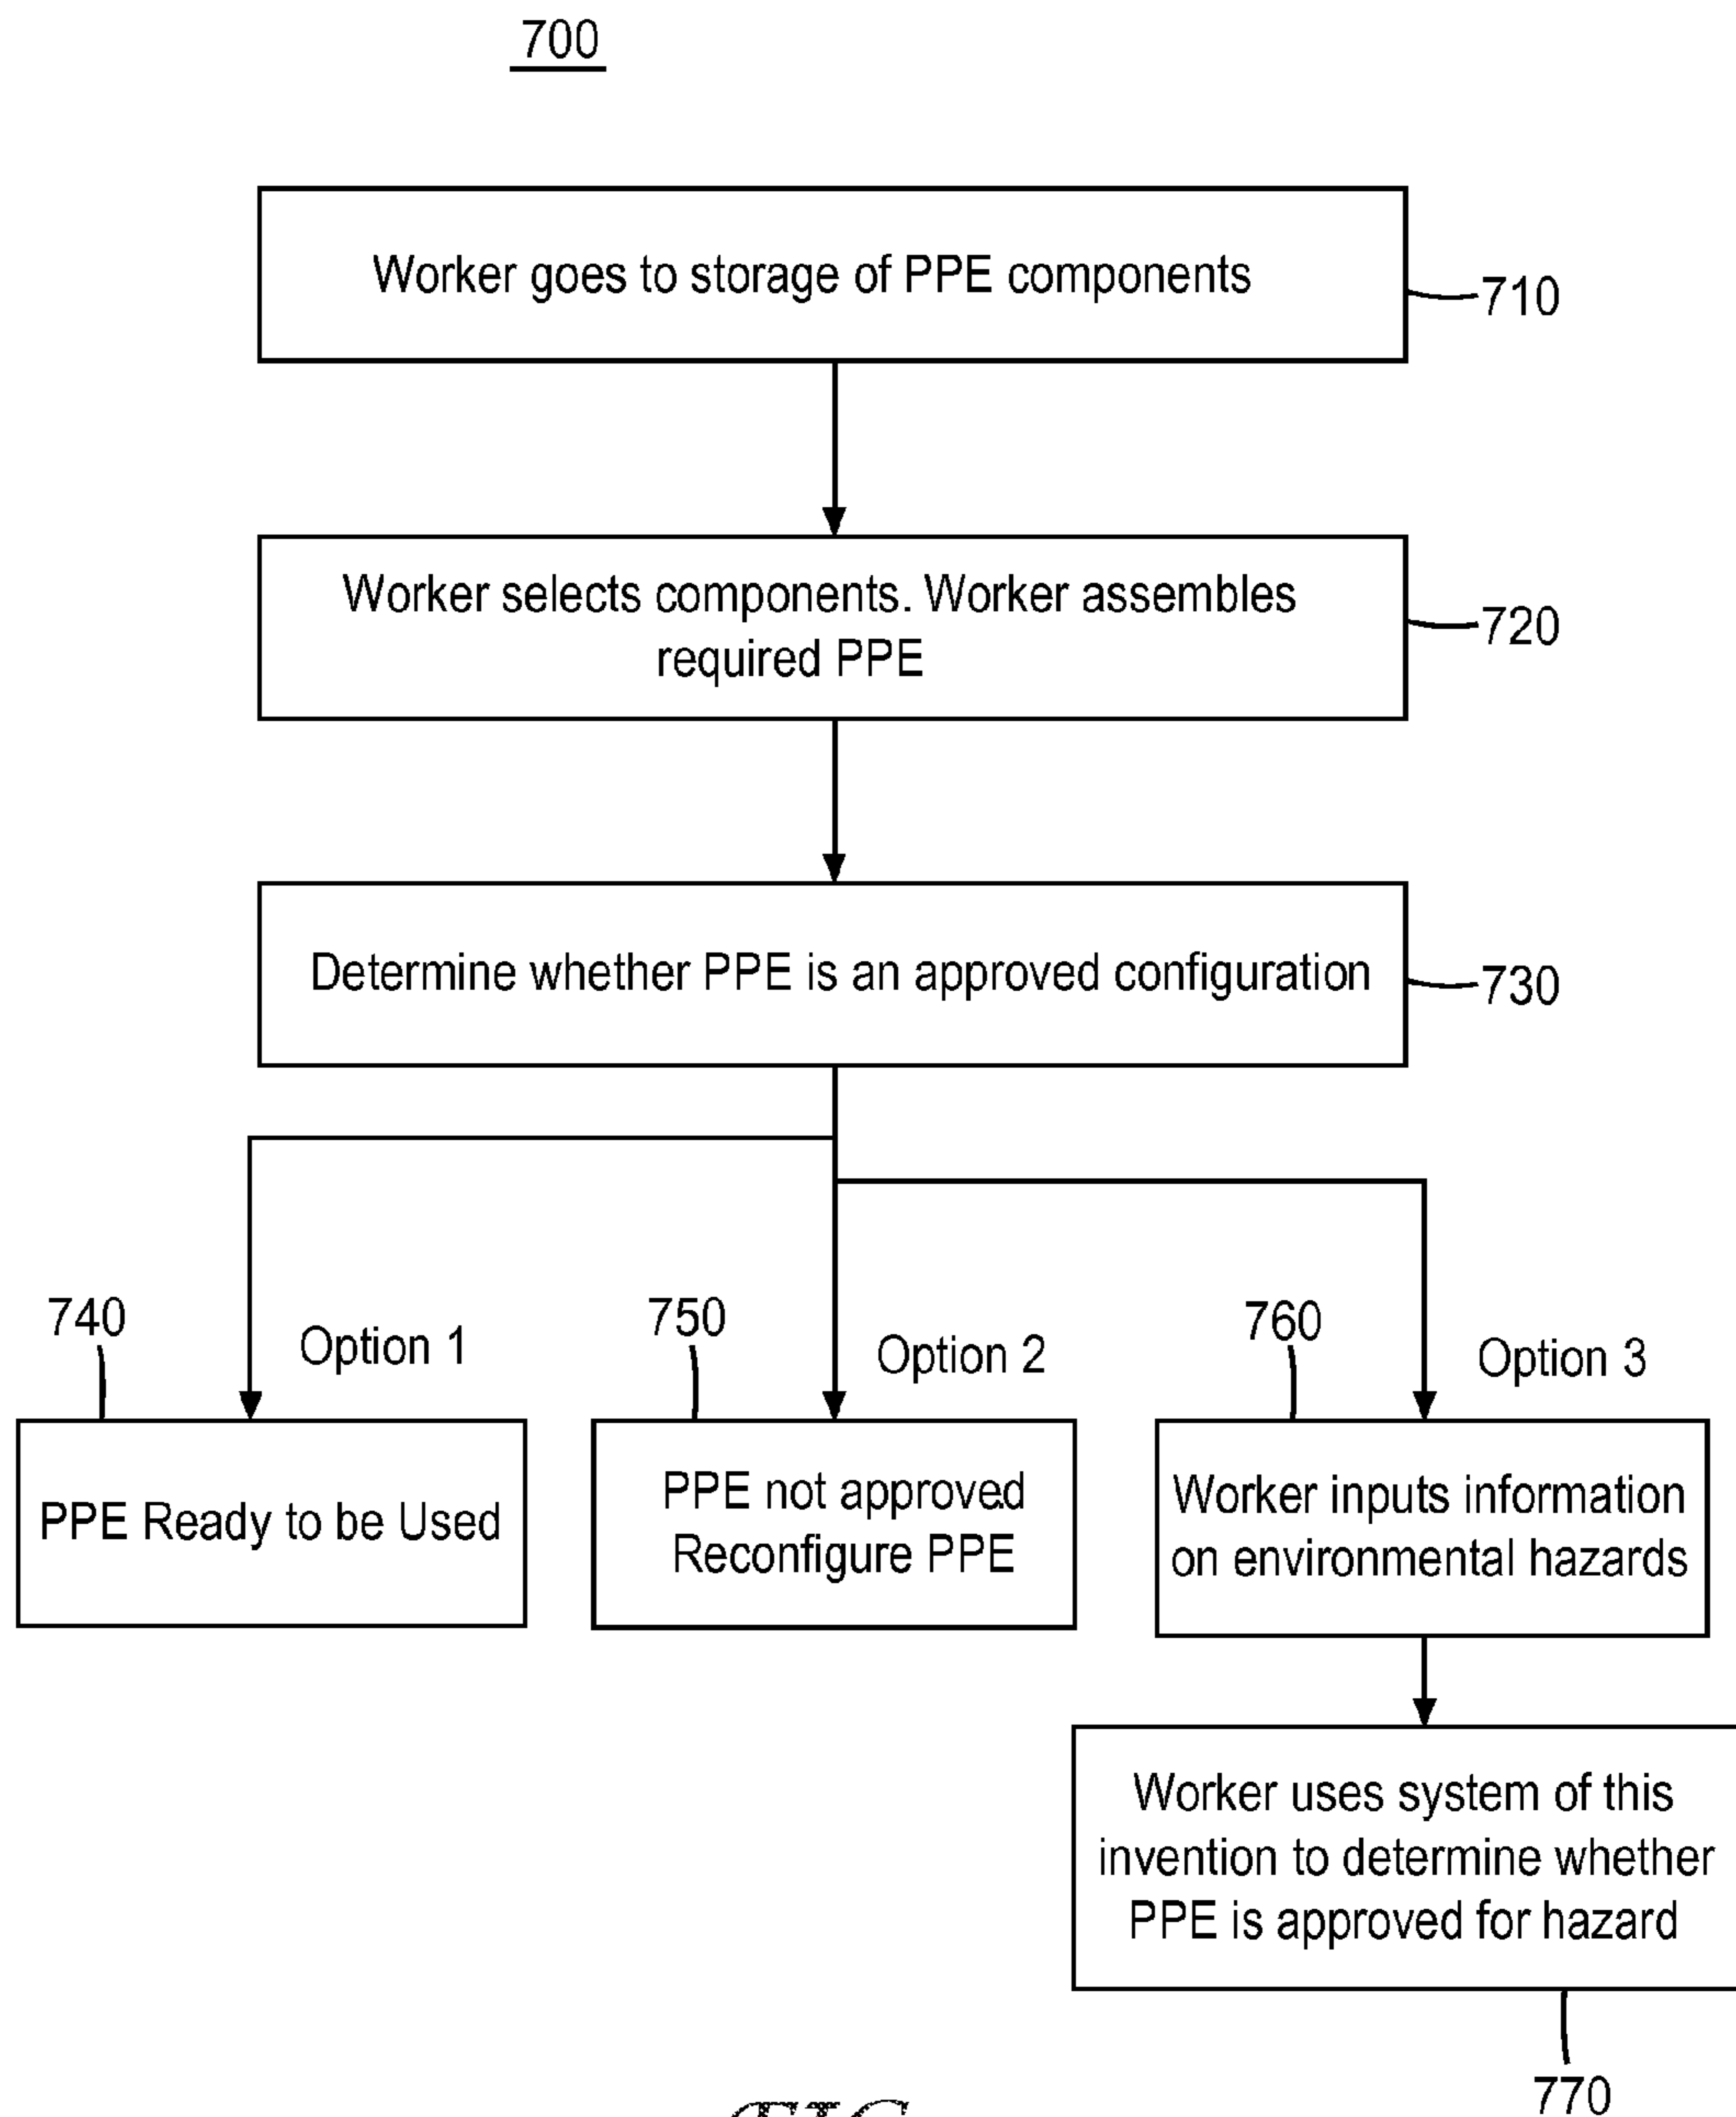 700
Worker goes to storage of PPE components
710
Worker selects components. Worker assembles
required PPE
720
Determine whether PPE is an approved configuration
730
740
Option 1
750
Option 2
760
Option 3
PPE Ready to be Used
PPE not approved
Reconfigure PPE
Worker inputs information
on environmental hazards
Worker uses system of this
invention to determine whether
PPE is approved for hazard
770